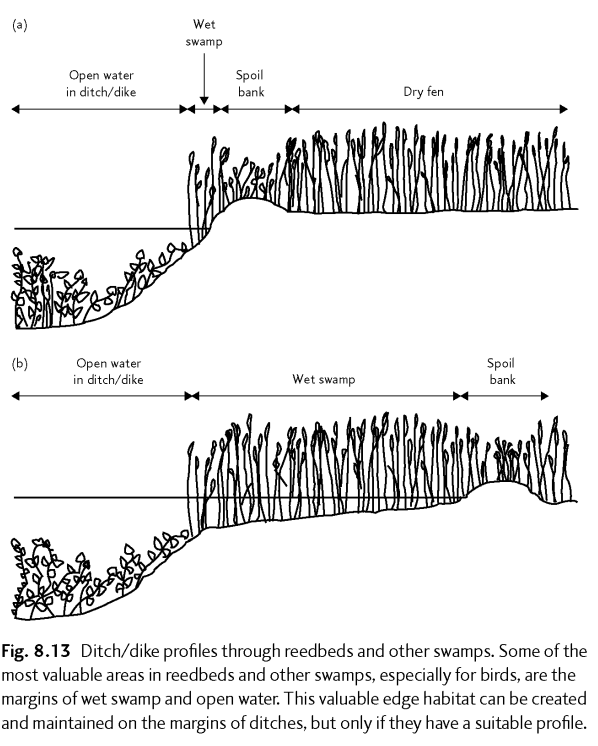 (a)
Wet
swamp
Open water
in ditch/dike
Spoil
bank
Dry fen
(b)
Open water
in ditch/dike
Wet swamp
Spoil
bank
Fig. 8.13 Ditch/dike profiles through reedbeds and other swamps. Some of the
most valuable areas in reedbeds and other swamps, especially for birds, are the
margins of wet swamp and open water. This valuable edge habitat can be created
and maintained on the margins of ditches, but only if they have a suitable profile.